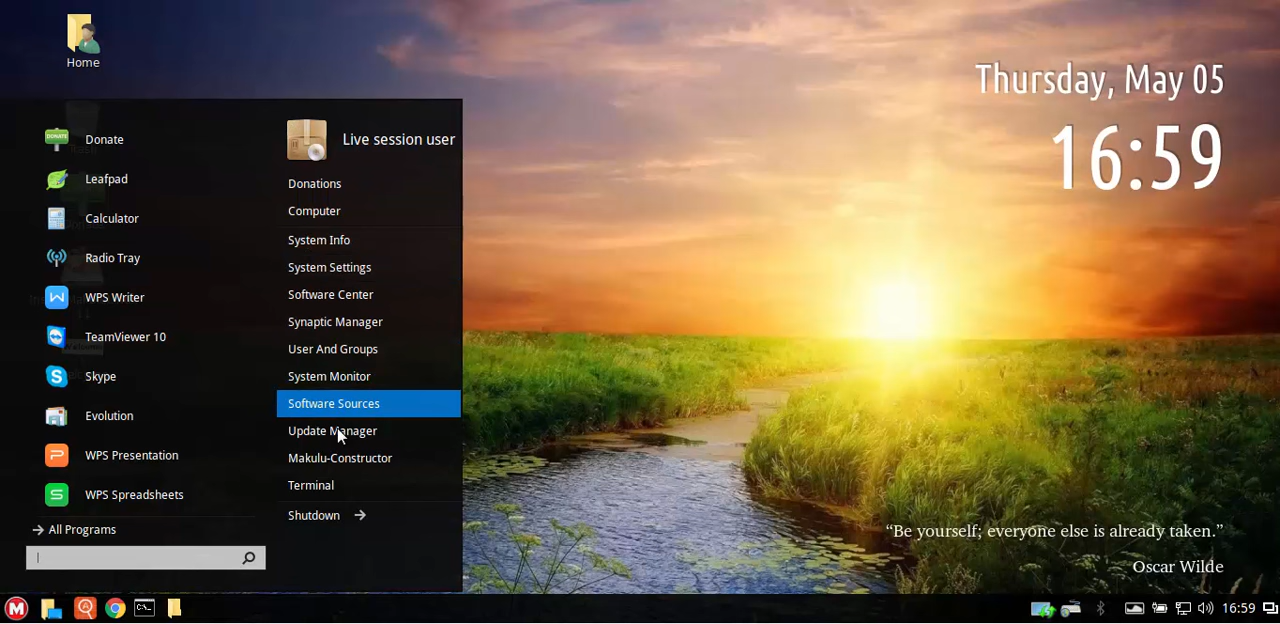 Home
Thursday, May 05
16:59
Live session user
DONATE
Donate
Leafpad
Calculator
Radio Tray
WPS Writer
TeamViewer 10
Skype
Evolution
WPS Presentation
WPS Spreadsheets
All Programs
Donations
Computer
System Info
System Settings
Software Center
Synaptic Manager
User And Groups
System Monitor
Software Sources
Update Manager
Makulu-Constructor
Terminal
Shutdown
“Be yourself; everyone else is already taken.”
Oscar Wilde
16:59